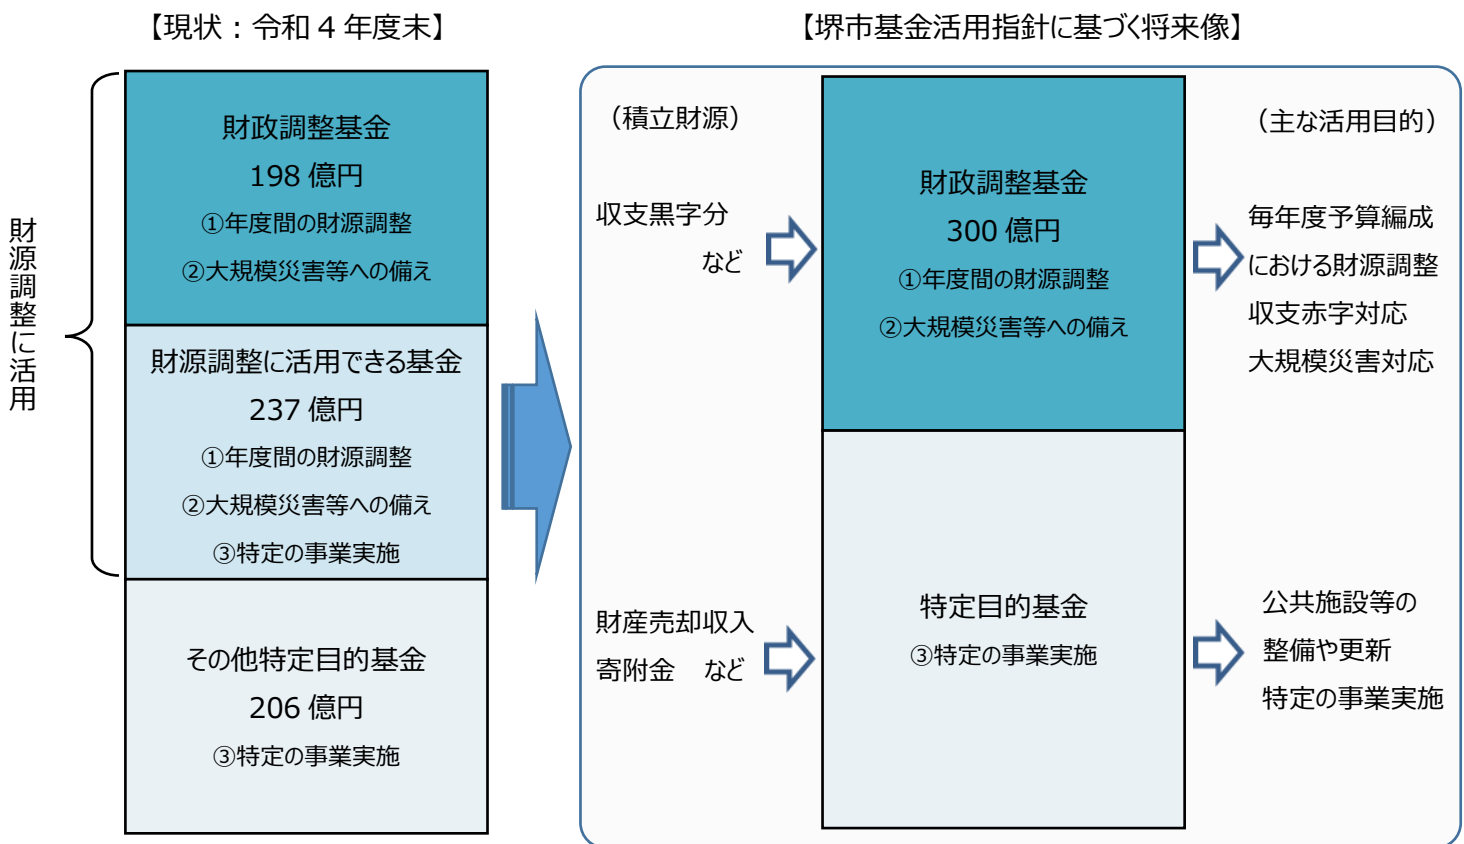 【現状：令和４年度末】
財源調整に活用
財政調整基金
198 億円
①年度間の財源調整
②大規模災害等への備え
財源調整に活用できる基金
237 億円
①年度間の財源調整
②大規模災害等への備え
③特定の事業実施
その他特定目的基金
206 億円
③特定の事業実施
【堺市基金活用指針に基づく将来像】
（積立財源）
収支黒字分
など
財産売却収入
寄附金　など
財政調整基金
300 億円
①年度間の財源調整
②大規模災害等への備え
特定目的基金
③特定の事業実施
（主な活用目的）
毎年度予算編成
における財源調整
収支赤字対応
大規模災害対応
公共施設等の
整備や更新
特定の事業実施